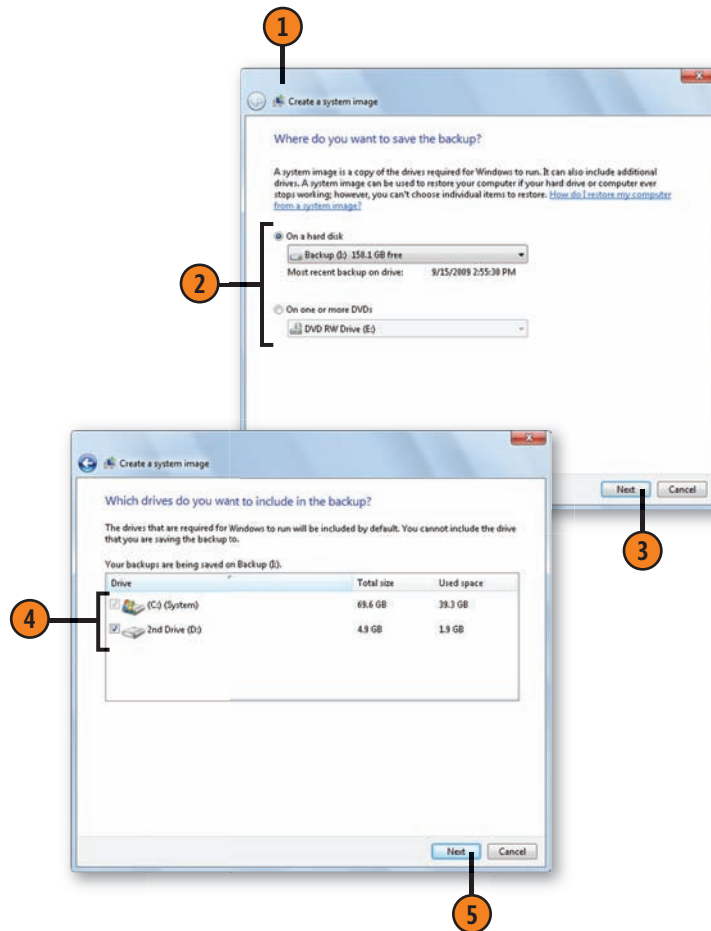 1
Create a system image
Where do you want to save the backup?
A system image is a copy of the drives required for Windows to run. It can also include additional
drives. A system image can be used to restore your computer if your hard drive or computer ever
stops working; however, you can't choose individual items to restore. How do I restore my computer
from a system image?
On a hard disk
Backup (I:) 158.1 GB free
Most recent backup on drive: 9/15/2009 2:55:30 PM
2
On one or more DVDs
DVD RW Drive (E:)
Next Cancel
3
Create a system image
Which drives do you want to include in the backup?
The drives that are required for Windows to run will be included by default. You cannot include the drive
that you are saving the backup to.
Your backups are being saved on Backup (I:).
Drive Total size Used space
(C:) (System) 69.6 GB 39.3 GB
4
2nd Drive (D:) 4.9 GB 1.9 GB
Next Cancel
5